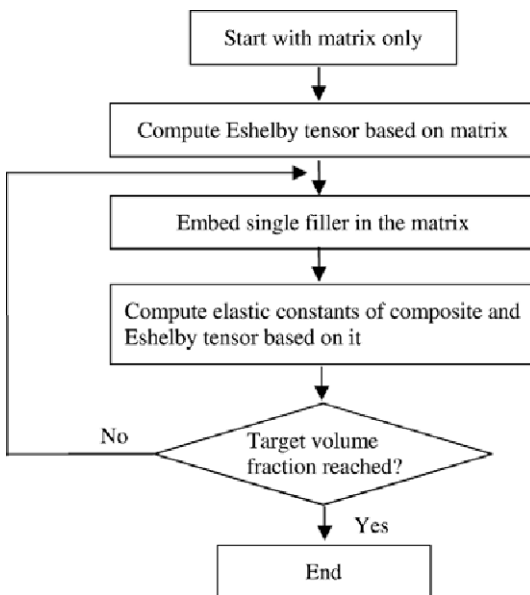 Start with matrix only
Compute Eshelby tensor based on matrix
Embed single filler in the matrix
Compute elastic constants of composite and
Eshelby tensor based on it
No
Target volume
fraction reached?
Yes
End